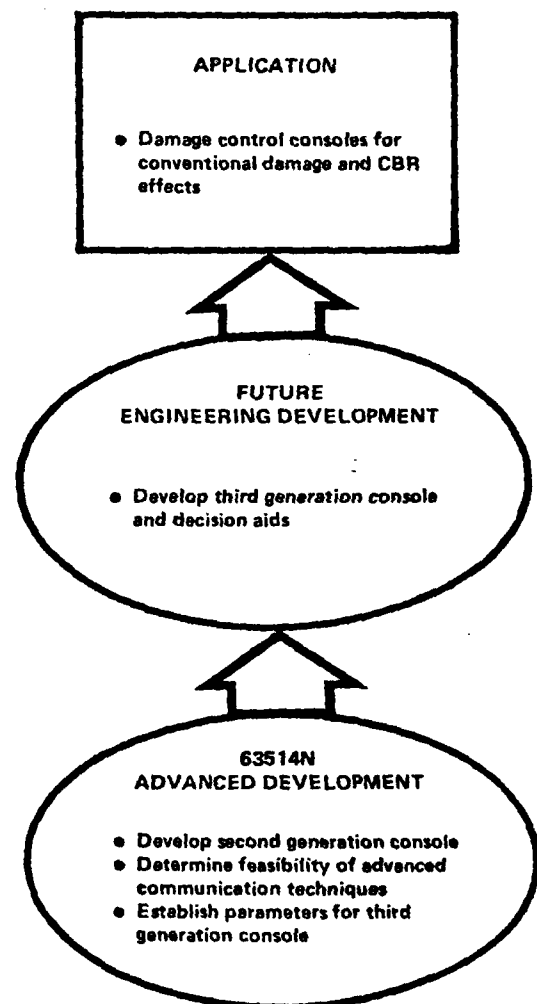 APPLICATION
• Damage control consoles for
conventional damage and CBR
effects
FUTURE
ENGINEERING DEVELOPMENT
• Develop third generation console
and decision aids
63514N
ADVANCED DEVELOPMENT
• Develop second generation console
• Determine feasibility of advanced
communication techniques
• Establish parameters for third
generation console